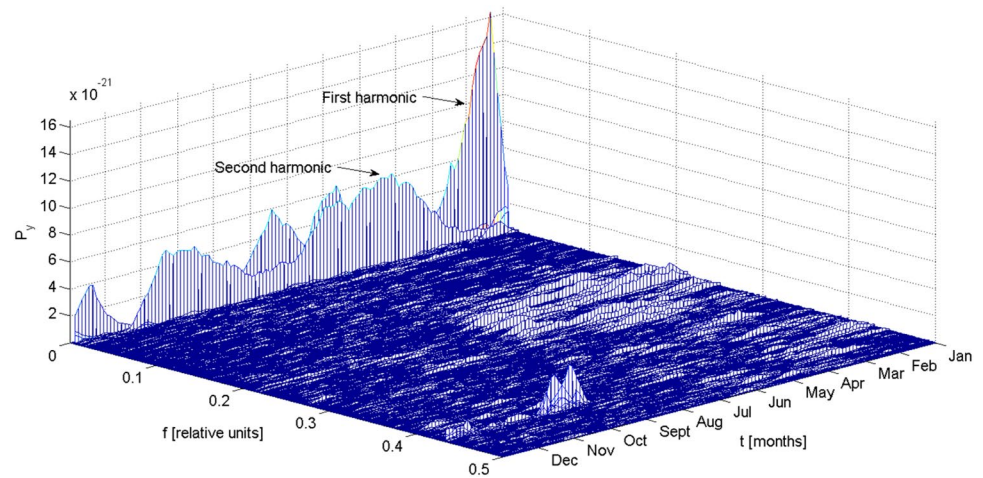 x 10-21
16
14
12
10
8
6
4
2
0
Py
First harmonic
Second harmonic
0.1
0.2
0.3
0.4
0.5
f [relative units]
Dec
Nov
Oct
Sept
Aug
Jul
Jun
May
Apr
Mar
Feb
Jan
t [months]